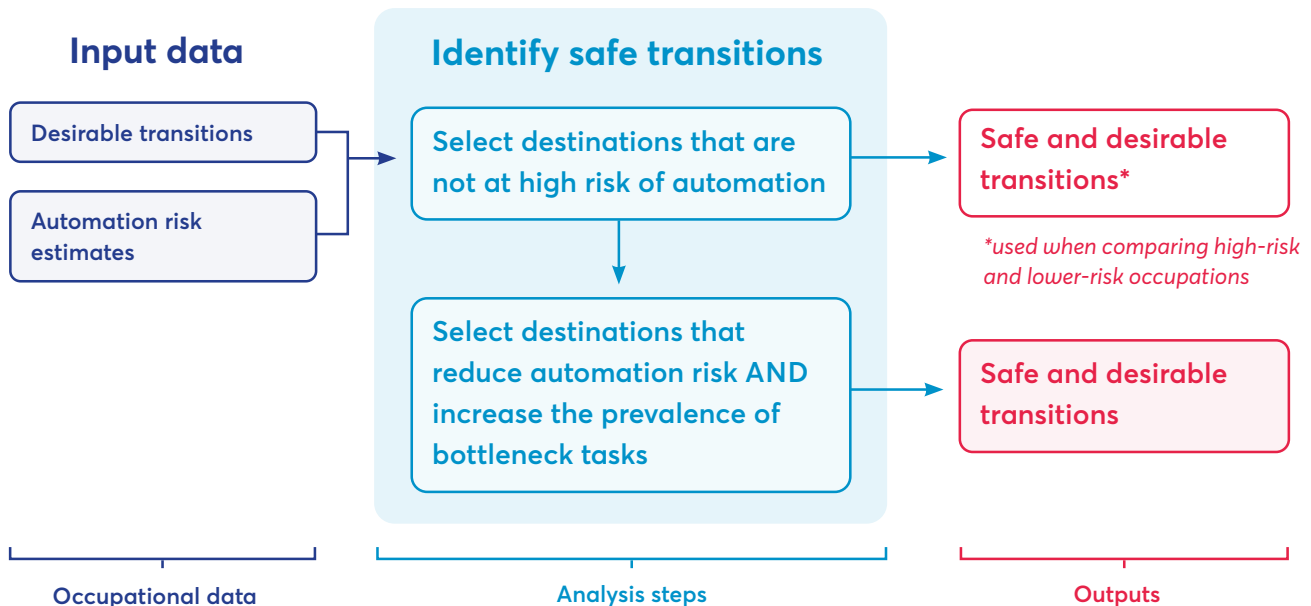 Input data
Desirable transitions
Automation risk
estimates
Identify safe transitions
Select destinations that are
not at high risk of automation
Select destinations that
reduce automation risk AND
increase the prevalence of
bottleneck tasks
Safe and desirable
transitions*
*used when comparing high-risk
and lower-risk occupations
Safe and desirable
transitions
Occupational data
Analysis steps
Outputs